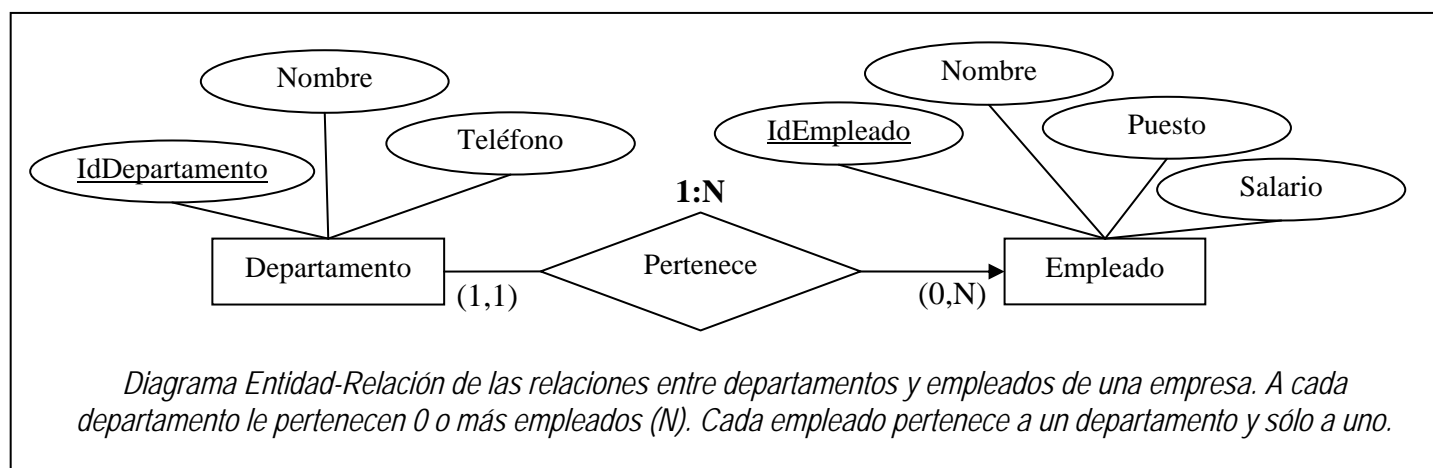 Nombre
Nombre
Teléfono
IdEmpleado
Puesto
IdDepartamento
Salario
1:N
Departamento
Pertenece
Empleado
(1,1)
(0,N)
Diagrama Entidad-Relación de las relaciones entre departamentos y empleados de una empresa. A cada
departamento le pertenecen 0 o más empleados (N). Cada empleado pertenece a un departamento y sólo a uno.